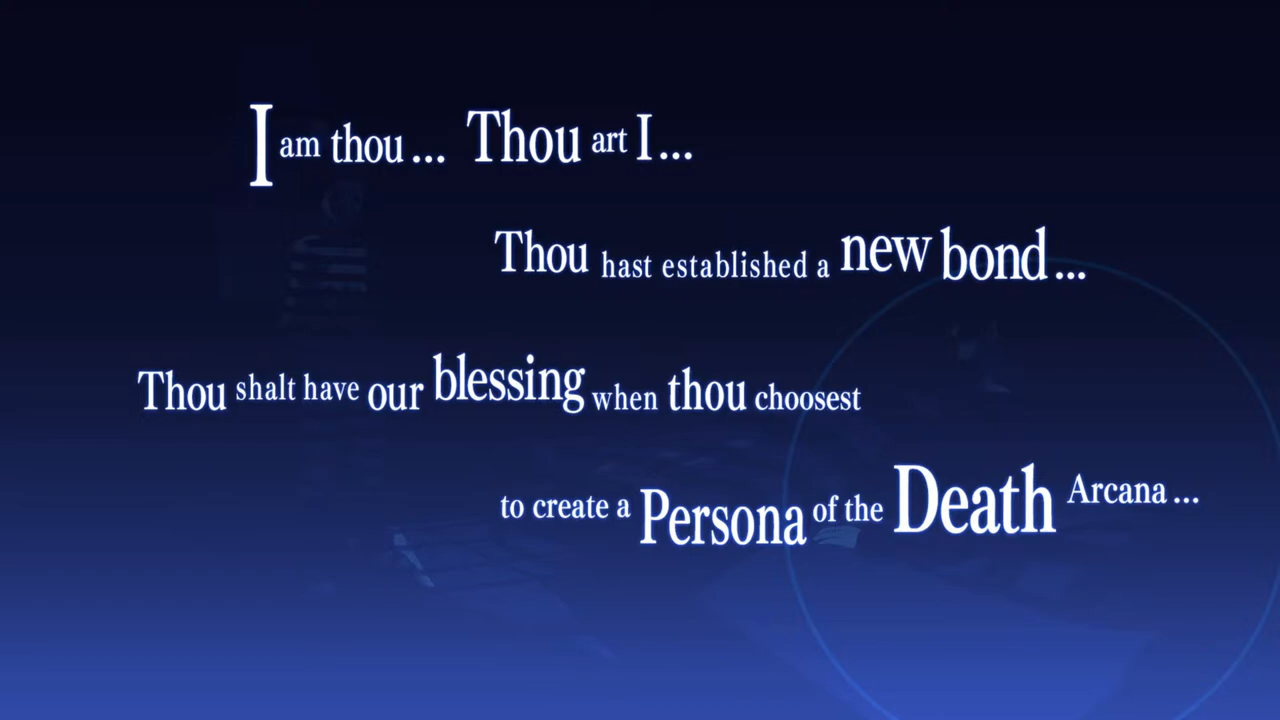 I am thou... Thou art I...
Thou hast established a new bond...
Thou shalt have our blessing when thou choosest
to create a Persona of the Death Arcana...